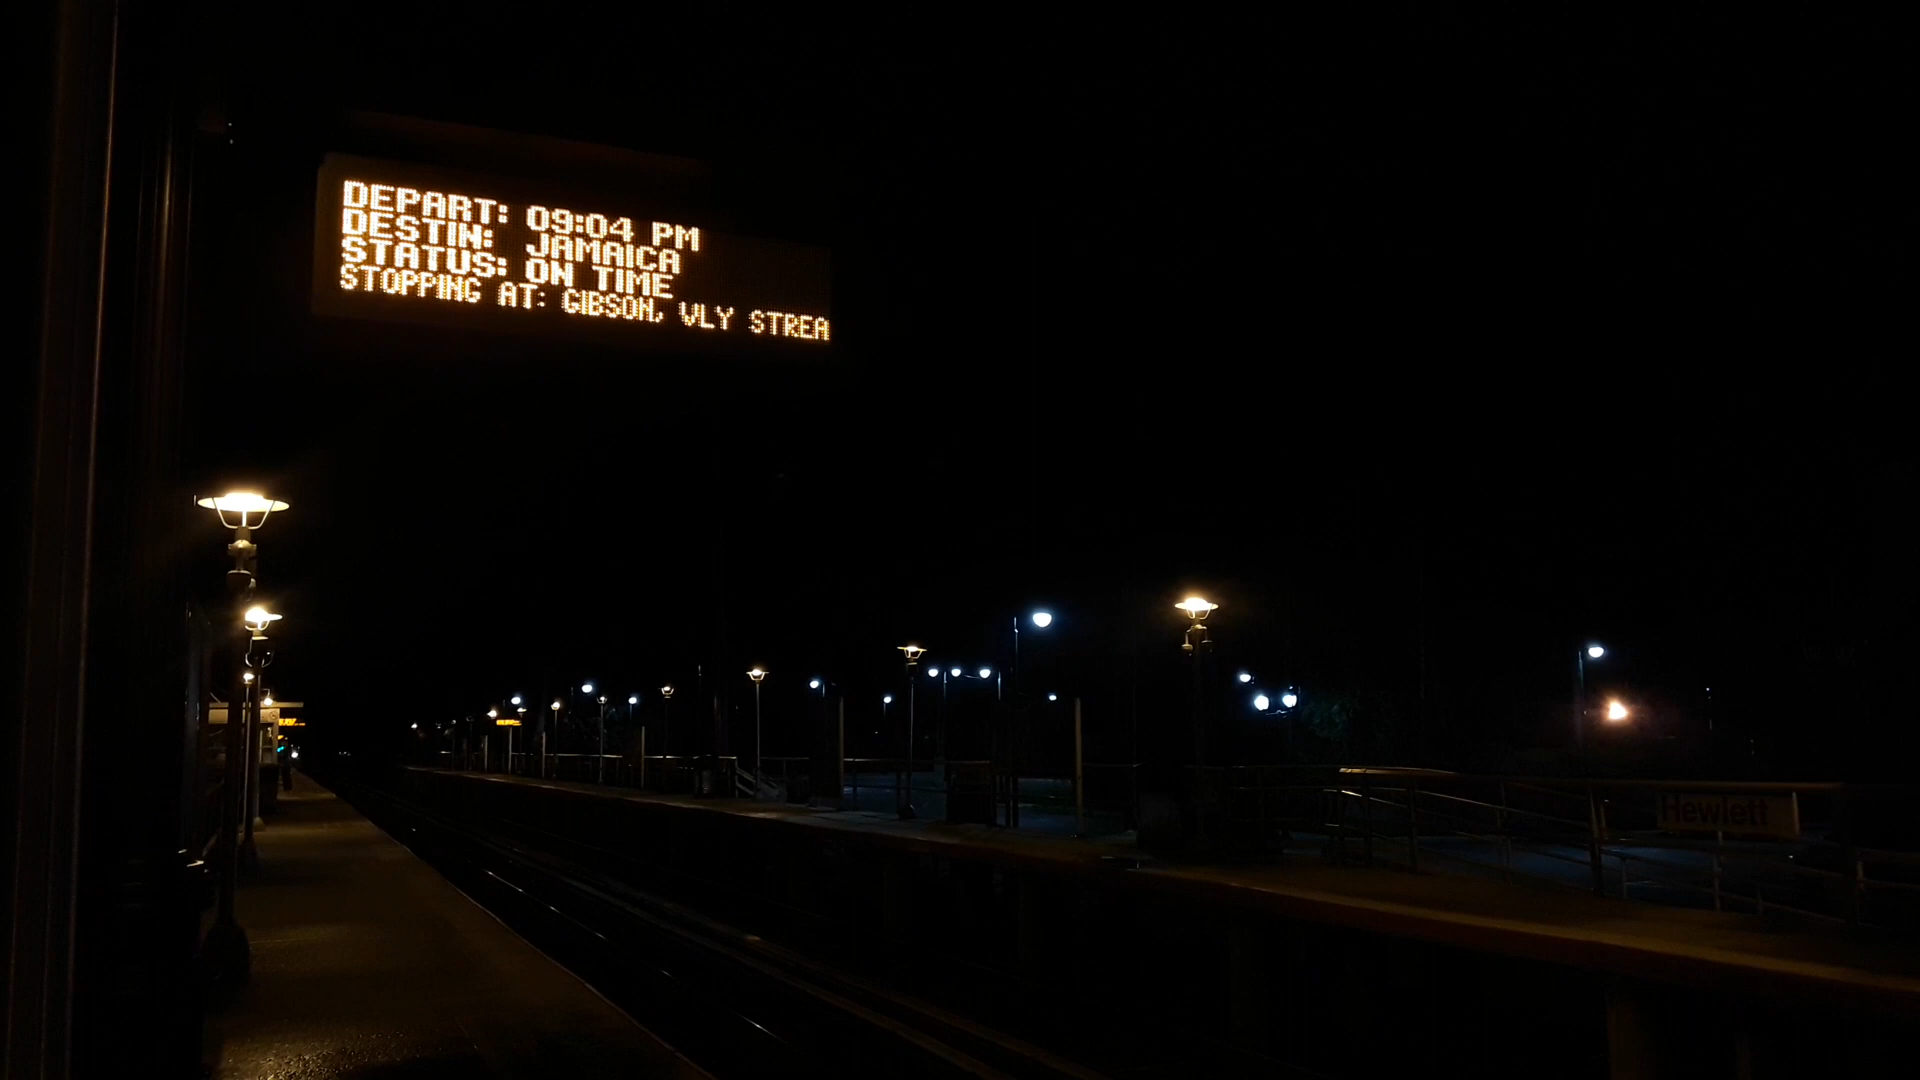 DEPART: 09:04 PM
DESTIN: JAMAICA
STATUS: ON TIME
STOPPING AT: GIBSON, VLY STREA
Hewlett